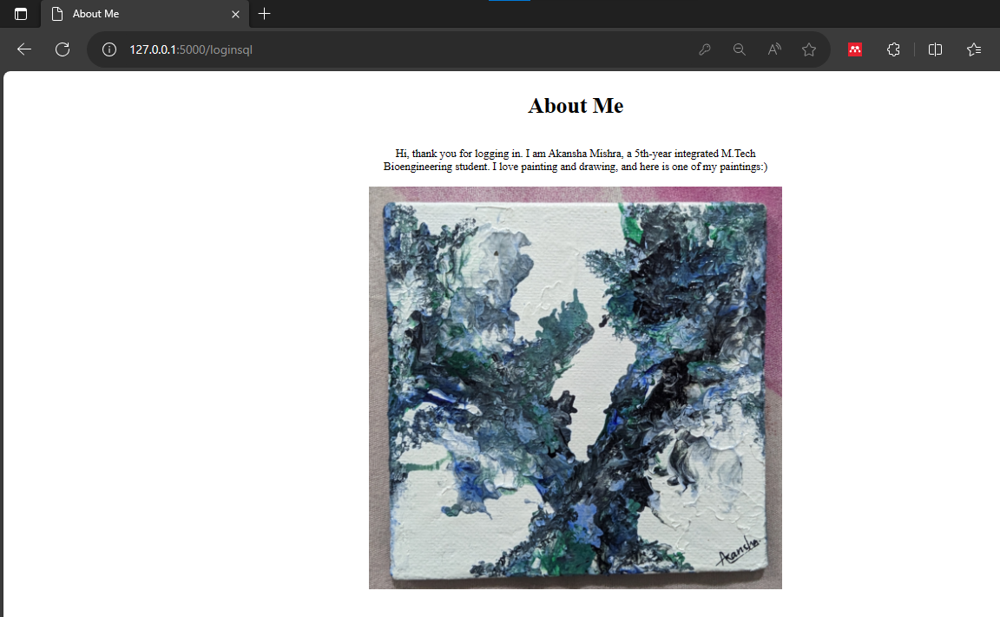 About Me
127.0.0.1:5000/loginsql
About Me
Hi, thank you for logging in. I am Akansha Mishra, a 5th-year integrated M.Tech
Bioengineering student. I love painting and drawing, and here is one of my paintings:)
Akansha